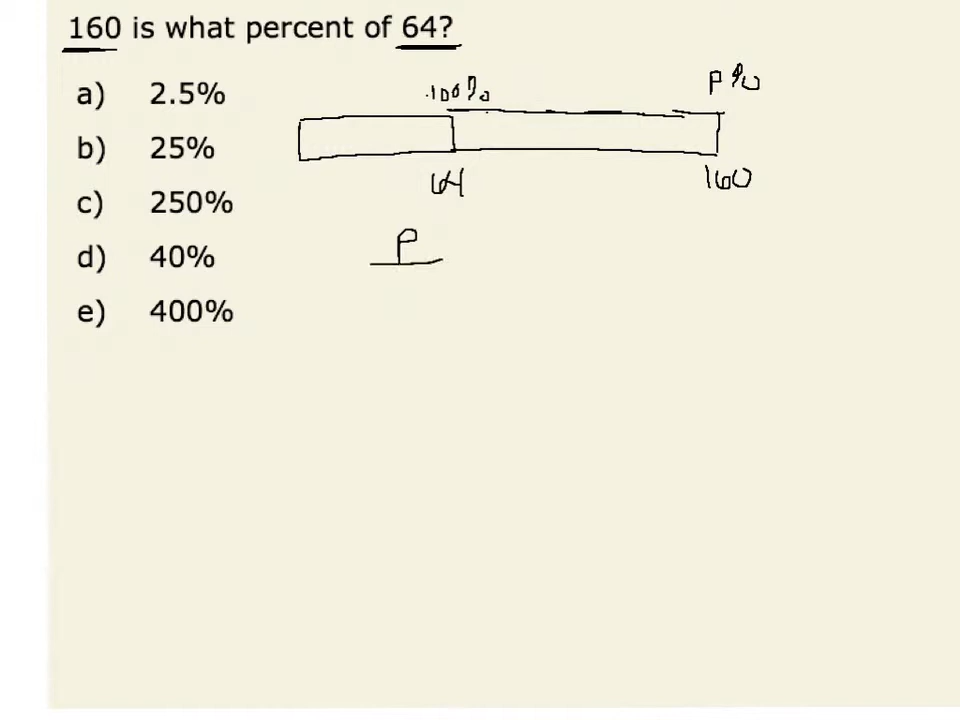 160 is what percent of 64?
a) 2.5%
b) 25%
c) 250%
d) 40%
e) 400%
100% P%
64 160
P